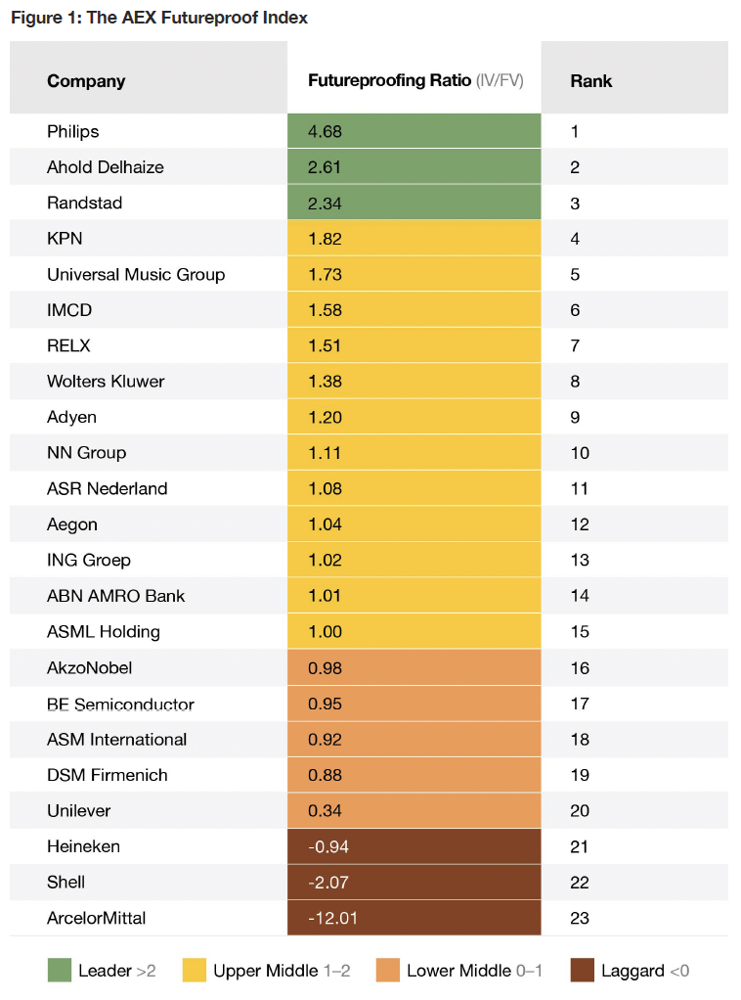 Figure 1: The AEX Futureproof Index
Company Futureproofing Ratio (IV/FV) Rank
Philips 4.68 1
Ahold Delhaize 2.61 2
Randstad 2.34 3
KPN 1.82 4
Universal Music Group 1.73 5
IMCD 1.58 6
RELX 1.51 7
Wolters Kluwer 1.38 8
Adyen 1.20 9
NN Group 1.11 10
ASR Nederland 1.08 11
Aegon 1.04 12
ING Groep 1.02 13
ABN AMRO Bank 1.01 14
ASML Holding 1.00 15
AkzoNobel 0.98 16
BE Semiconductor 0.95 17
ASM International 0.92 18
DSM Firmenich 0.88 19
Unilever 0.34 20
Heineken -0.94 21
Shell -2.07 22
ArcelorMittal -12.01 23
Leader >2 Upper Middle 1–2 Lower Middle 0–1 Laggard <0